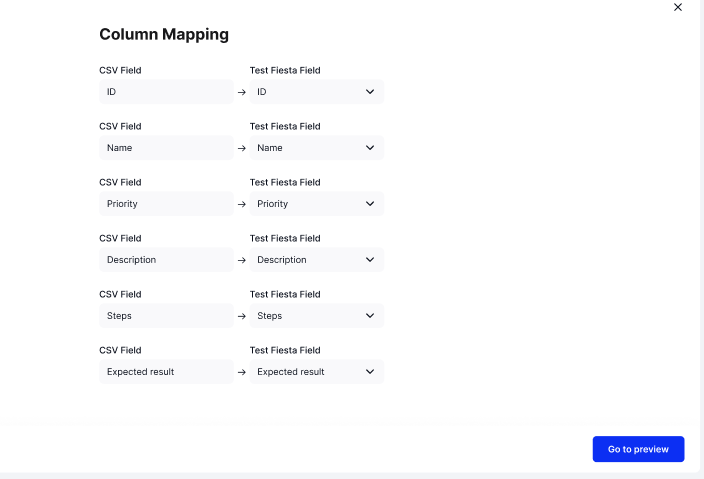 Column Mapping
CSV Field Test Fiesta Field
ID → ID
CSV Field Test Fiesta Field
Name → Name
CSV Field Test Fiesta Field
Priority → Priority
CSV Field Test Fiesta Field
Description → Description
CSV Field Test Fiesta Field
Steps → Steps
CSV Field Test Fiesta Field
Expected result → Expected result
Go to preview